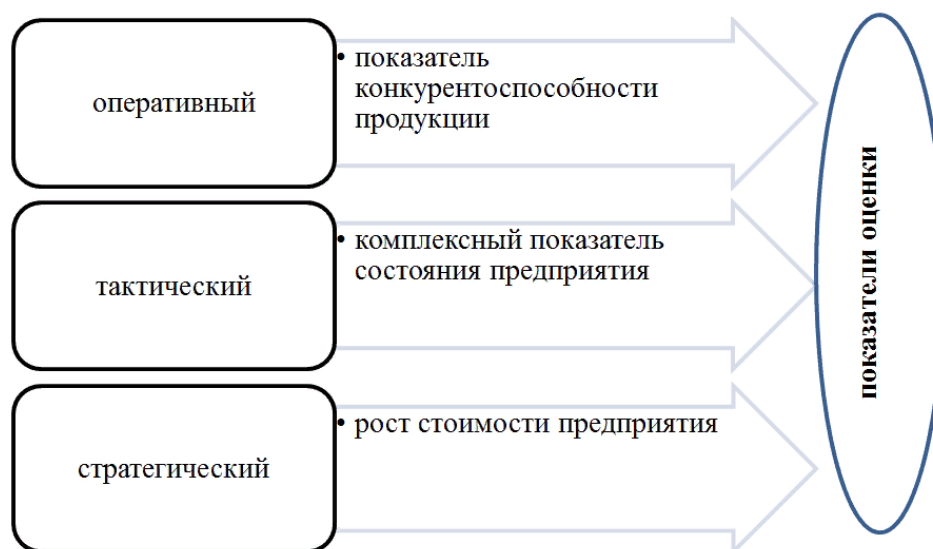 оперативный
• показатель
конкурентоспособности
продукции
тактический
• комплексный показатель
состояния предприятия
стратегический
• рост стоимости предприятия
показатели оценки